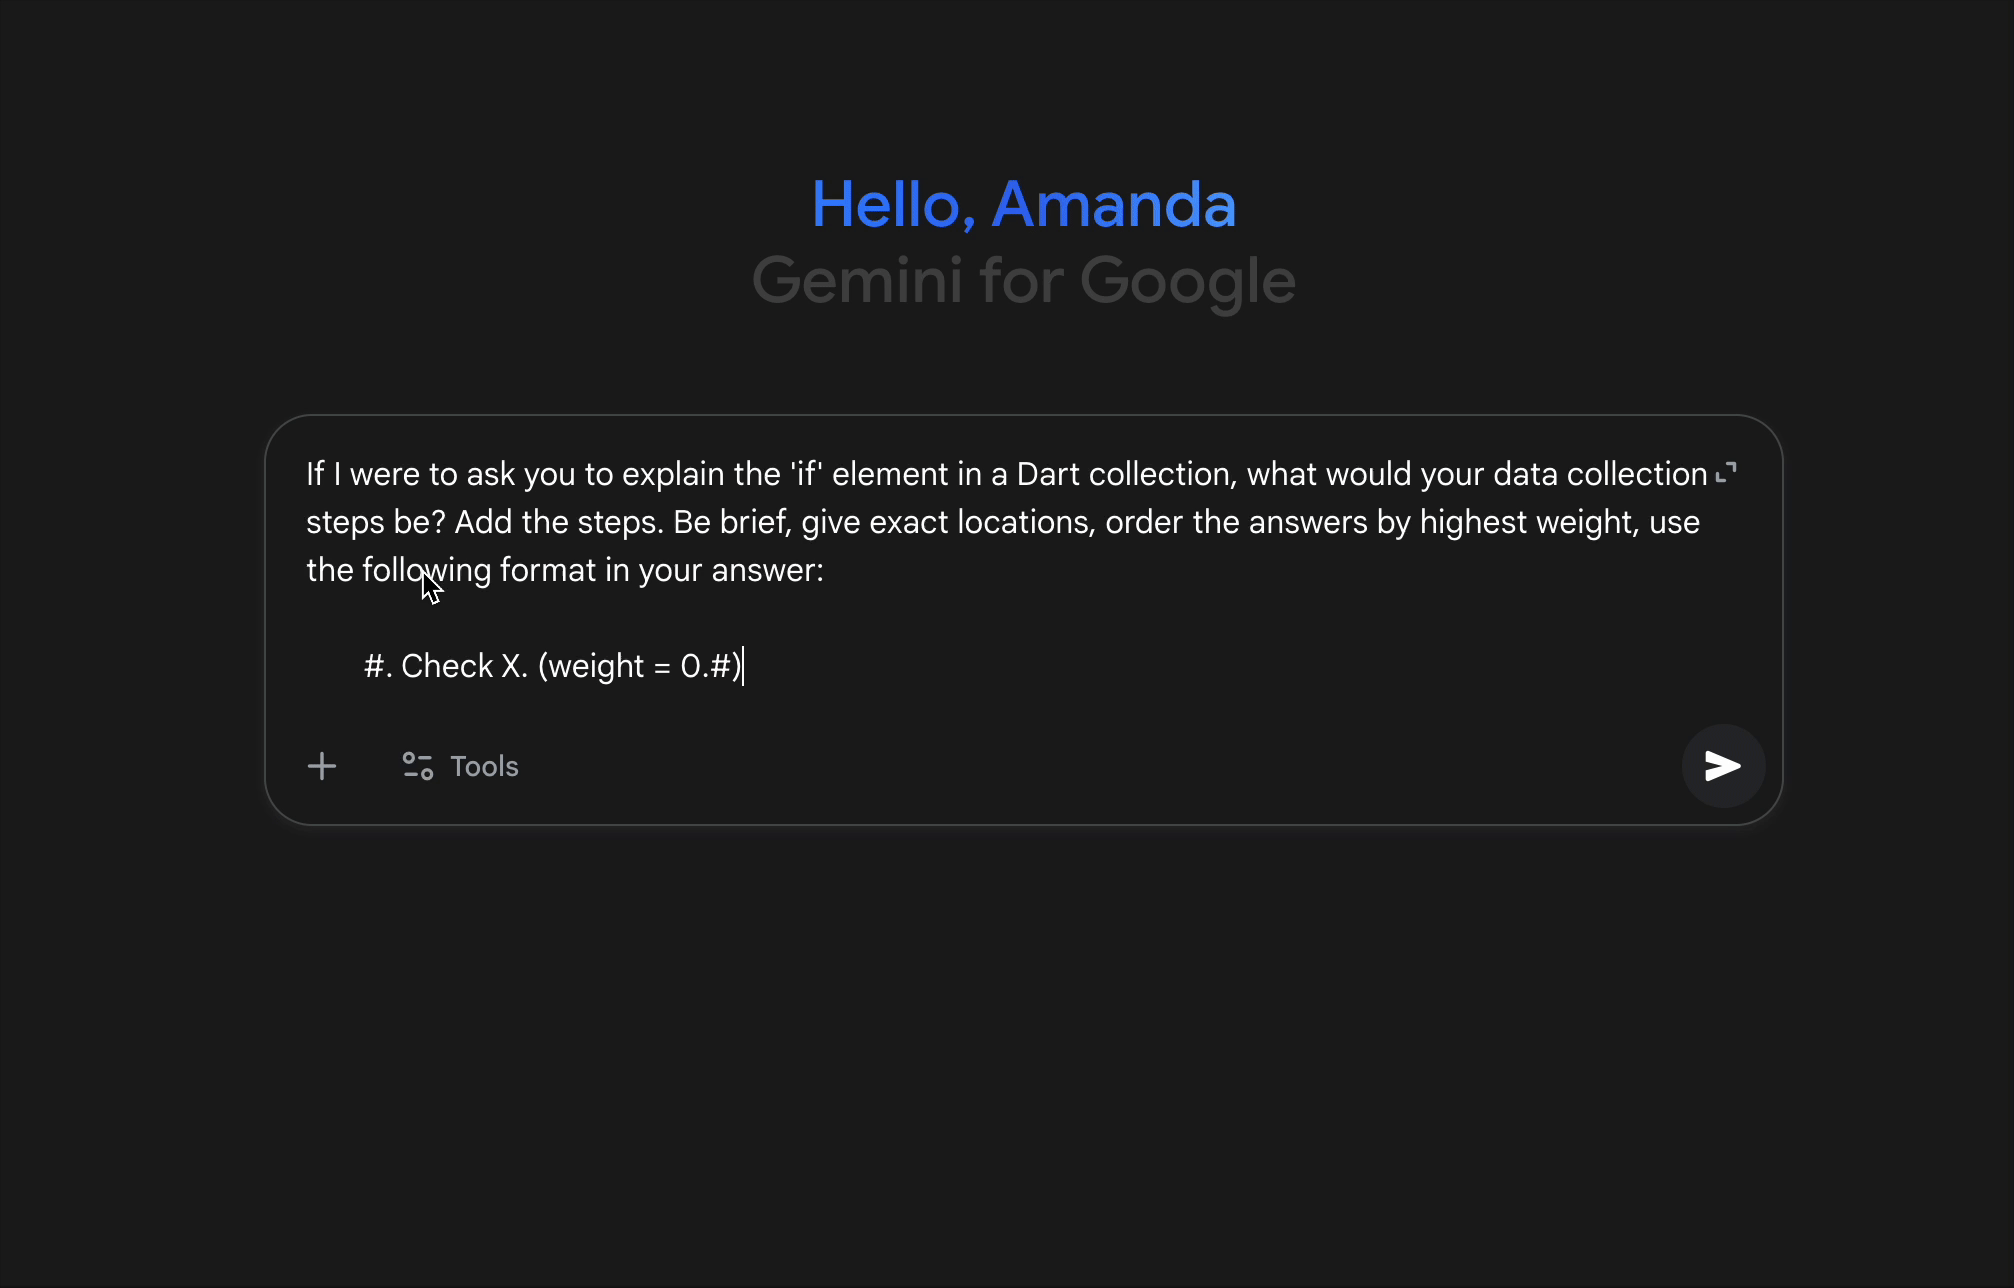 Hello, Amanda
Gemini for Google
If I were to ask you to explain the 'if' element in a Dart collection, what would your data collection
steps be? Add the steps. Be brief, give exact locations, order the answers by highest weight, use
the following format in your answer:
#. Check X. (weight = 0.#)
Tools